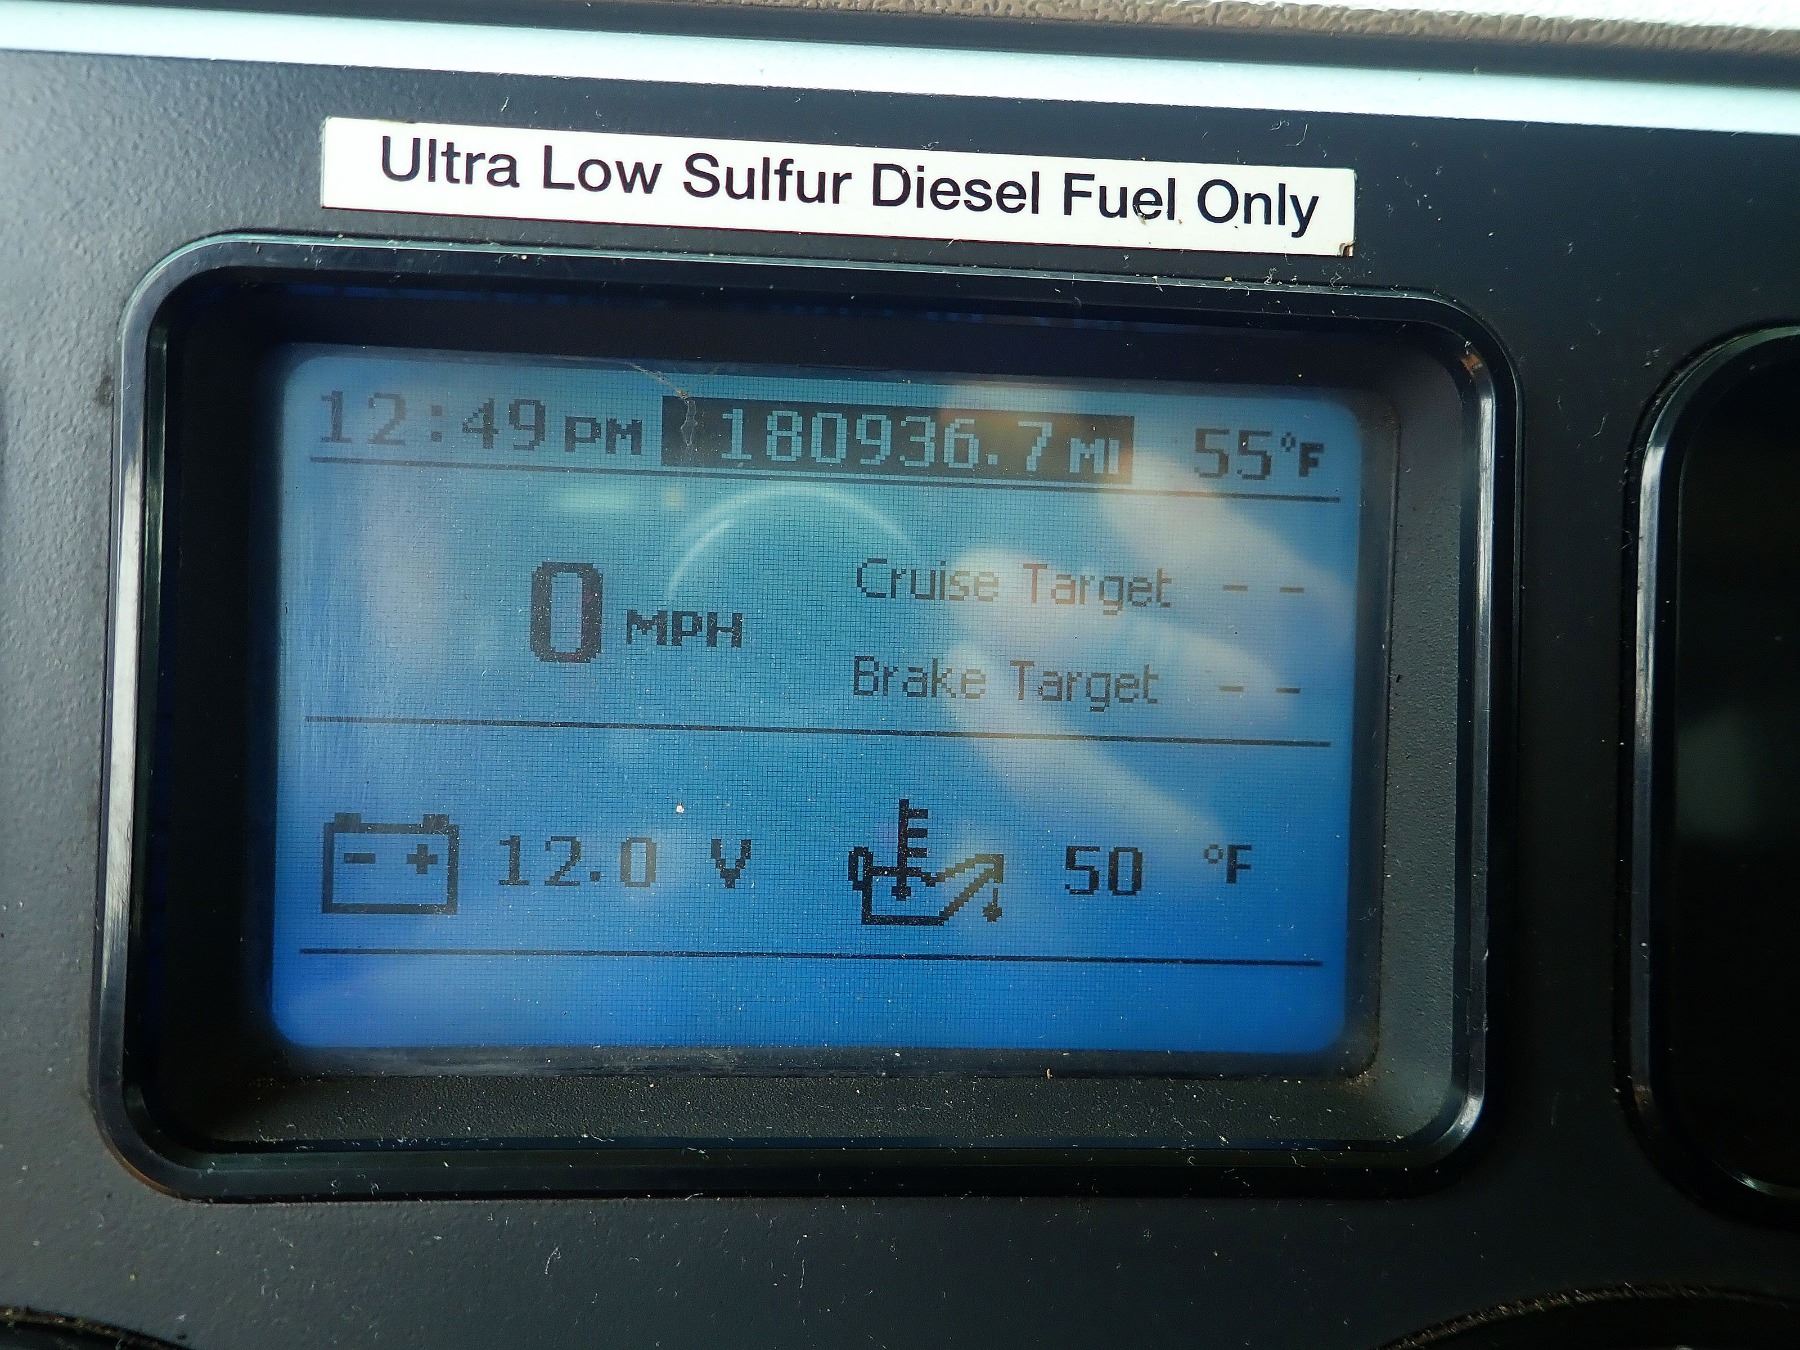 Ultra Low Sulfur Diesel Fuel Only
12:49 PM 180936.7 MI 55°F
0 MPH
Cruise Target - -
Brake Target - -
- + 12.0 V 50 °F